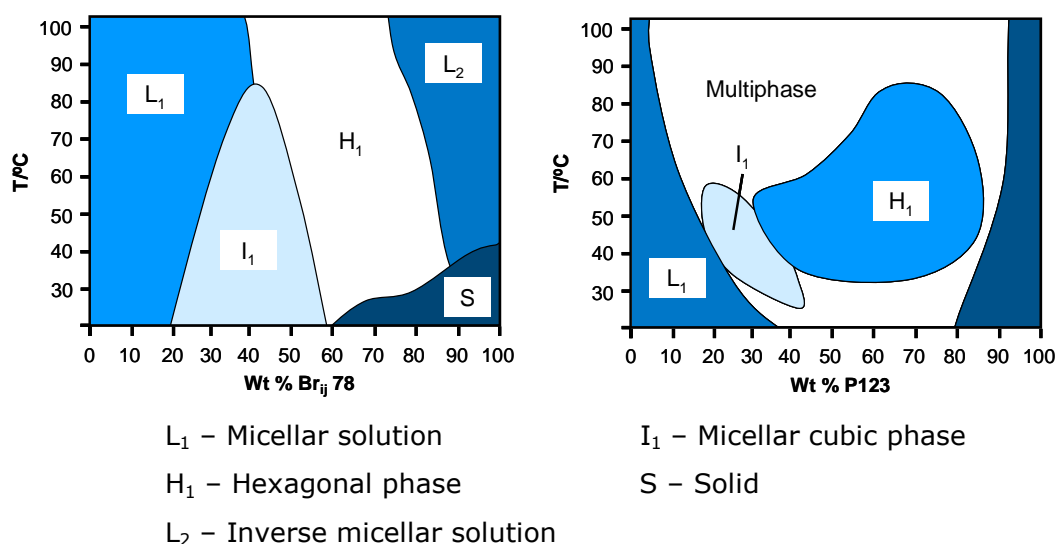 100
90
80
70
60
50
40
30
T/ºC
L₁
I₁
H₁
L₂
S
0 10 20 30 40 50 60 70 80 90 100
Wt % Brᵢⱼ 78
100
90
80
70
60
50
40
30
T/ºC
Multiphase
I₁
H₁
L₁
0 10 20 30 40 50 60 70 80 90 100
Wt % P123
L₁ – Micellar solution
I₁ – Micellar cubic phase
H₁ – Hexagonal phase
S – Solid
L₂ – Inverse micellar solution